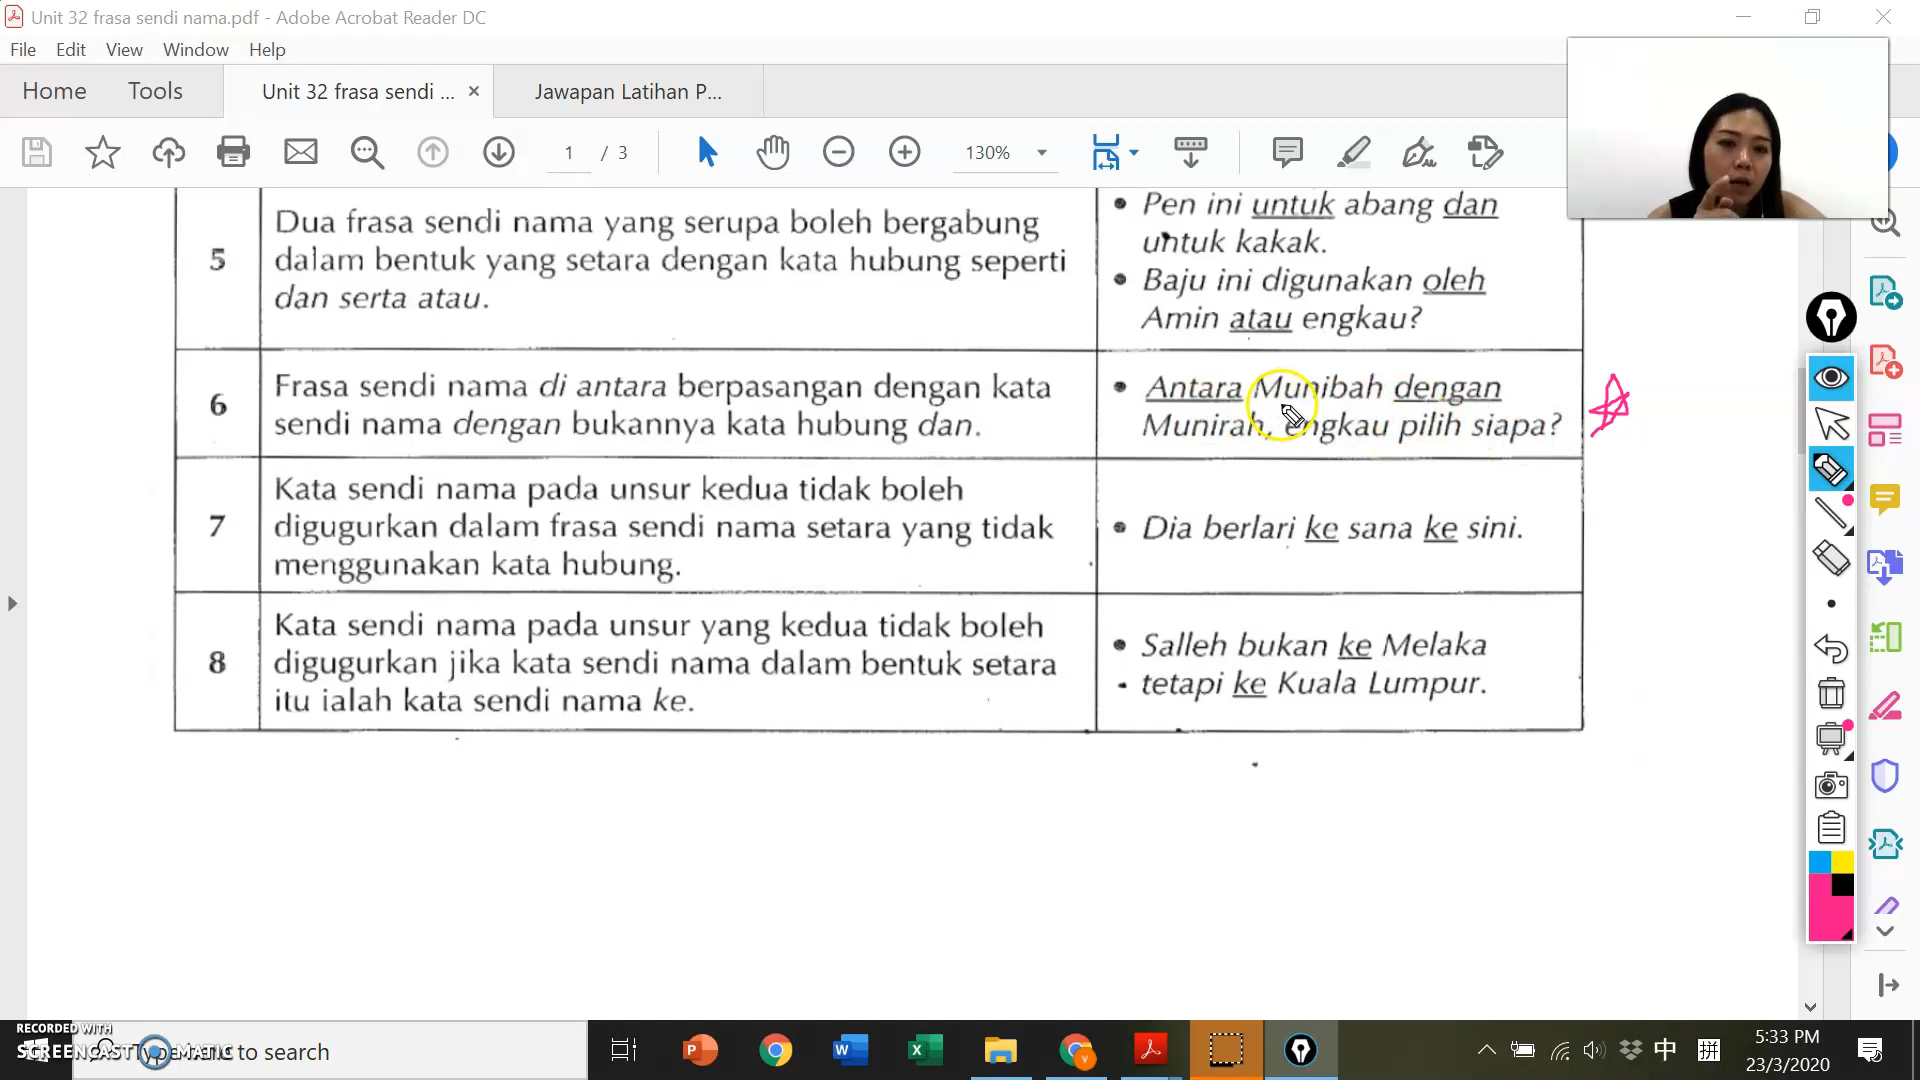 Unit 32 frasa sendi nama.pdf - Adobe Acrobat Reader DC
File Edit View Window Help
Home Tools Unit 32 frasa sendi ... × Jawapan Latihan P...
1 / 3 130%
5
Dua frasa sendi nama yang serupa boleh bergabung
dalam bentuk yang setara dengan kata hubung seperti
dan serta atau.
• Pen ini untuk abang dan
untuk kakak.
• Baju ini digunakan oleh
Amin atau engkau?
6
Frasa sendi nama di antara berpasangan dengan kata
sendi nama dengan bukannya kata hubung dan.
• Antara Munibah dengan
Munirah, engkau pilih siapa?
7
Kata sendi nama pada unsur kedua tidak boleh
digugurkan dalam frasa sendi nama setara yang tidak
menggunakan kata hubung.
• Dia berlari ke sana ke sini.
8
Kata sendi nama pada unsur yang kedua tidak boleh
digugurkan jika kata sendi nama dalam bentuk setara
itu ialah kata sendi nama ke.
• Salleh bukan ke Melaka
tetapi ke Kuala Lumpur.
RECORDED WITH
SCREENCAST MATIC
to search
中 拼
5:33 PM
23/3/2020